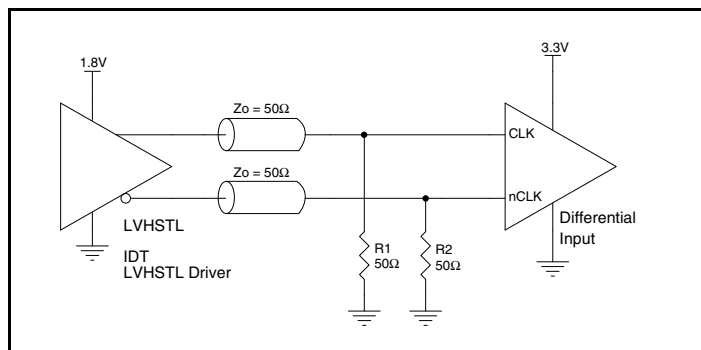 1.8V
3.3V
Zo = 50Ω
CLK
Zo = 50Ω
nCLK
LVHSTL
IDT
LVHSTL Driver
R1
50Ω
R2
50Ω
Differential
Input